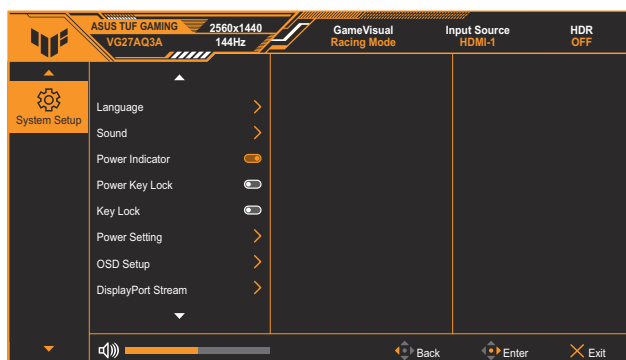 ASUS TUF GAMING
VG27AQ3A
2560x1440
144Hz
GameVisual
Racing Mode
Input Source
HDMI-1
HDR
OFF
System Setup
Language
Sound
Power Indicator
Power Key Lock
Key Lock
Power Setting
OSD Setup
DisplayPort Stream
Back
Enter
Exit